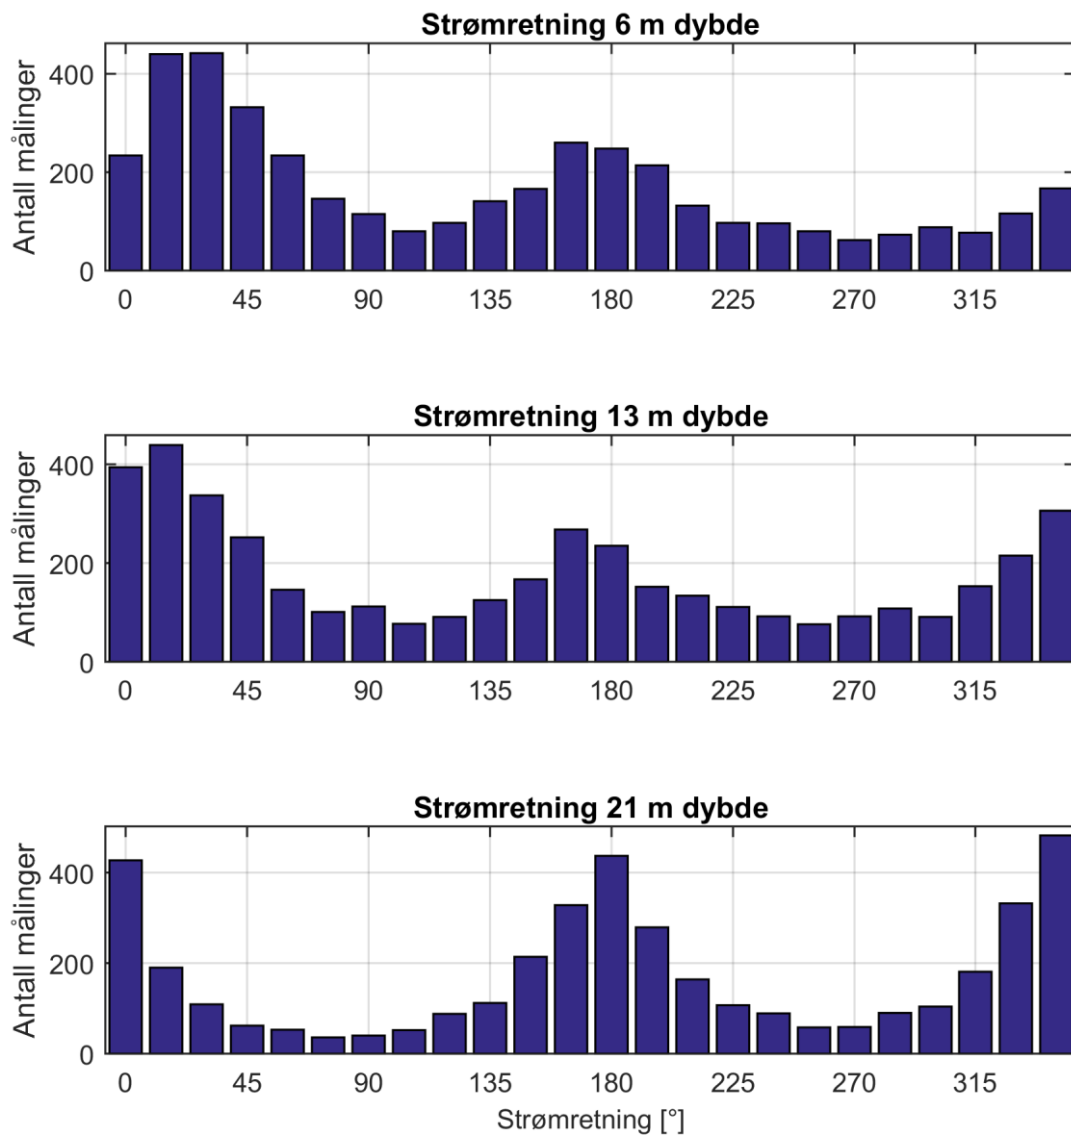 Strømretning 6 m dybde
Antall målinger
400
200
0
0 45 90 135 180 225 270 315
Strømretning 13 m dybde
Antall målinger
400
200
0
0 45 90 135 180 225 270 315
Strømretning 21 m dybde
Antall målinger
400
200
0
0 45 90 135 180 225 270 315
Strømretning [°]